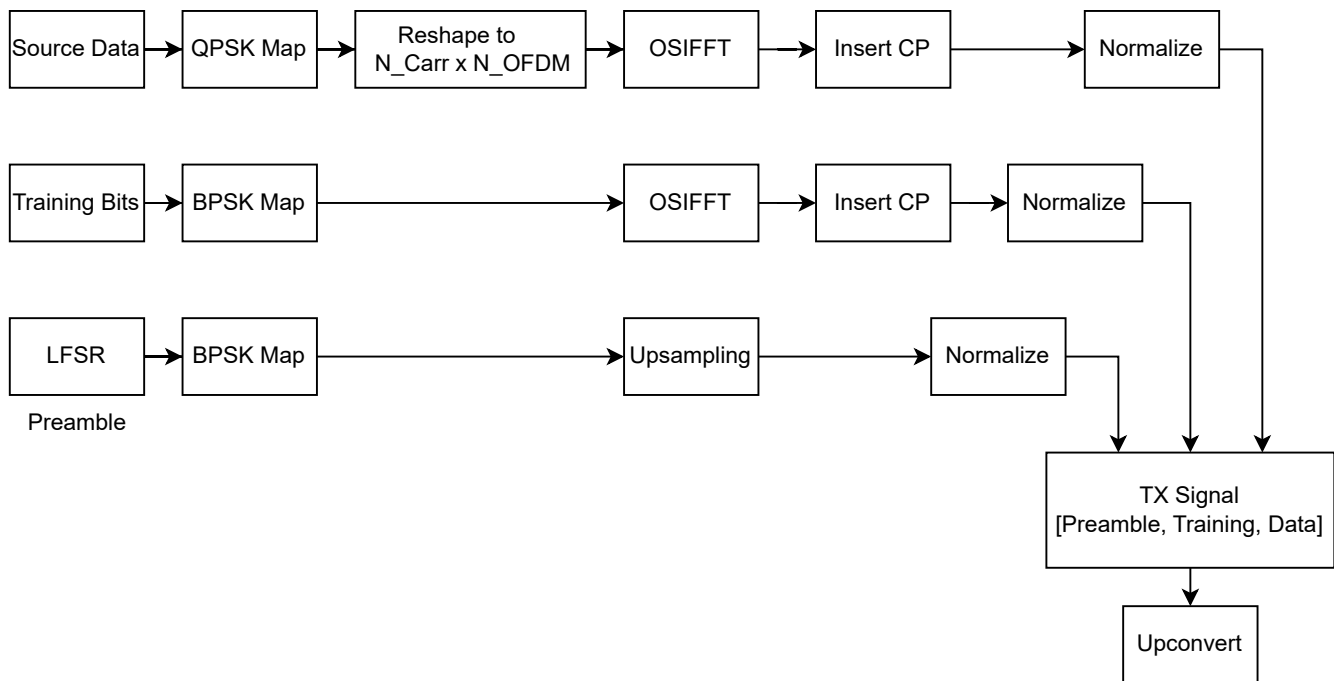 Source Data
QPSK Map
Reshape to
N_Carr x N_OFDM
OSIFFT
Insert CP
Normalize
Training Bits
BPSK Map
OSIFFT
Insert CP
Normalize
LFSR
BPSK Map
Upsampling
Normalize
Preamble
TX Signal
[Preamble, Training, Data]
Upconvert